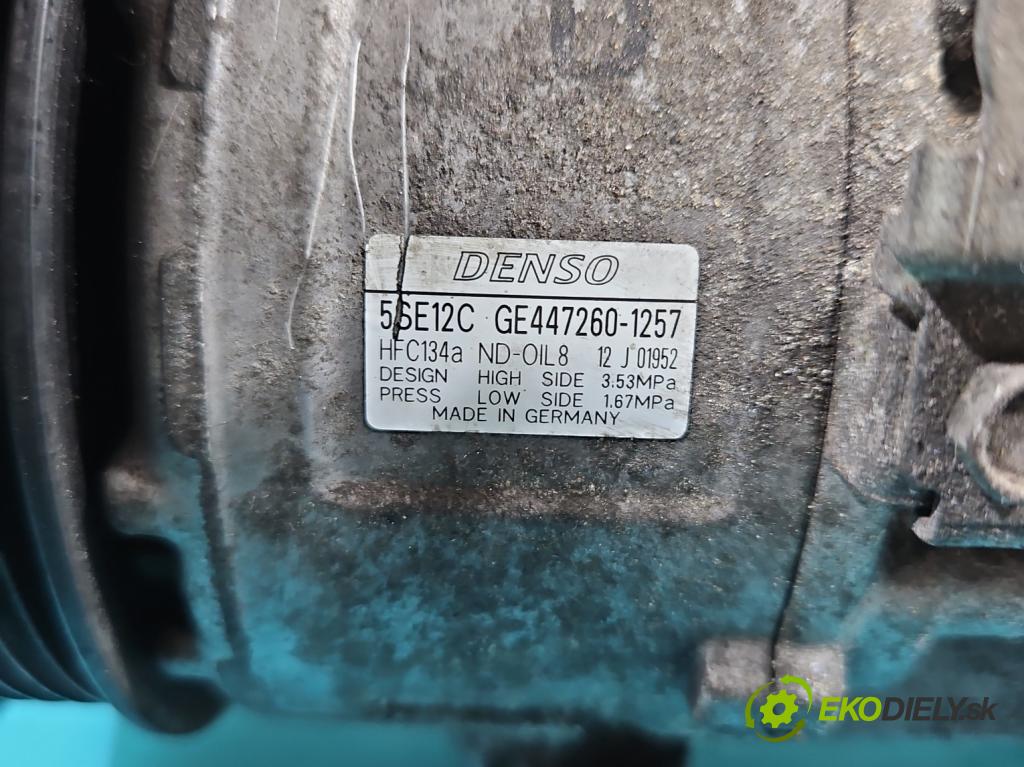 DENSO
5SE12C GE447260-1257
HFC134a ND-OIL8 12 J 01952
DESIGN HIGH SIDE 3.53MPa
PRESS LOW SIDE 1.67MPa
MADE IN GERMANY
EKODIELY.sk